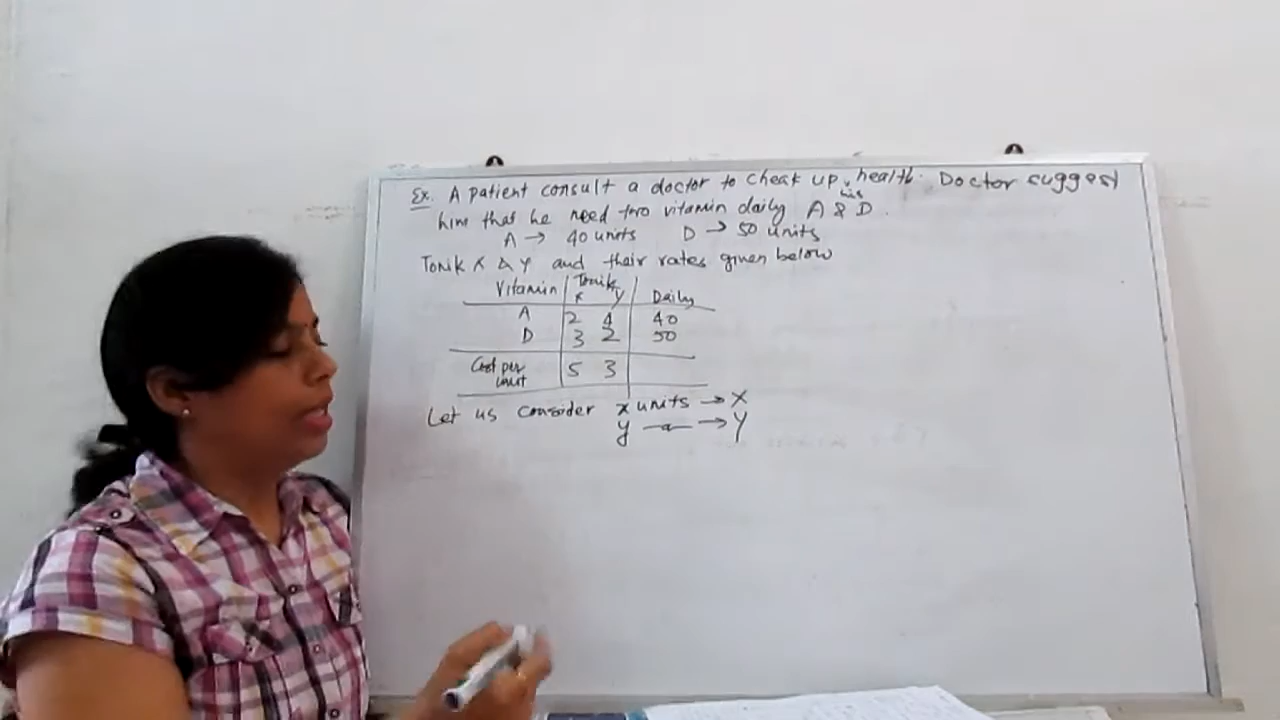 Ex. A patient consult a doctor to cheak up his health. Doctor suggest
him that he need two vitamin daily A & D.
A → 40 units D → 50 units
Tonik X & Y and their rates given below
Vitamin Tonik Daily
X Y
A 2 4 40
D 3 2 50
Cost per 5 3
unit
Let us consider x units → X
y —"— → Y